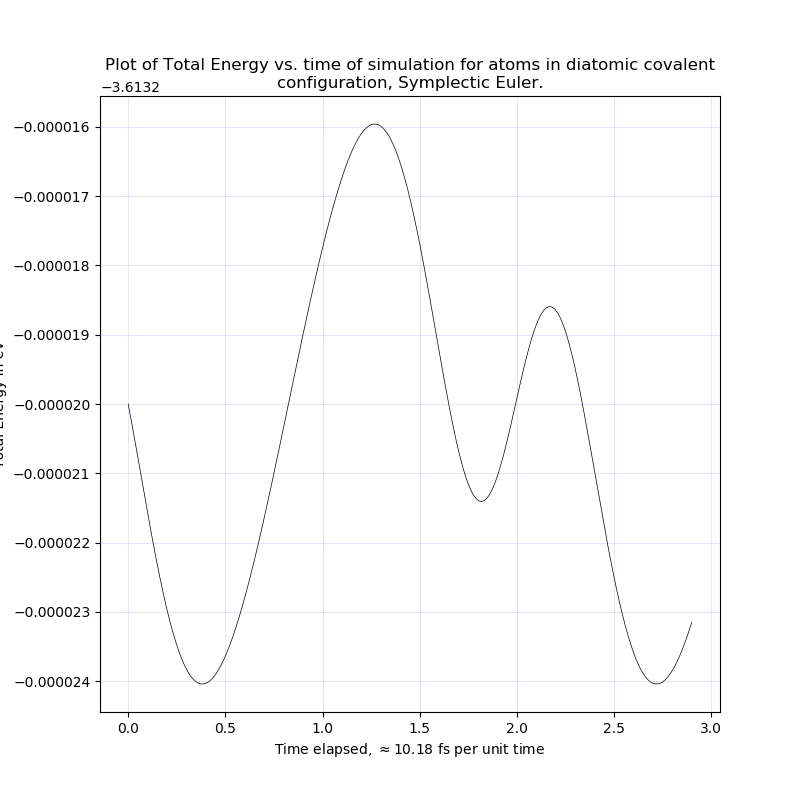 Plot of Total Energy vs. time of simulation for atoms in diatomic covalent
configuration, Symplectic Euler.
−3.6132
−0.000016
−0.000017
−0.000018
−0.000019
−0.000020
−0.000021
−0.000022
−0.000023
−0.000024
0.0 0.5 1.0 1.5 2.0 2.5 3.0
Time elapsed, ≈ 10.18 fs per unit time